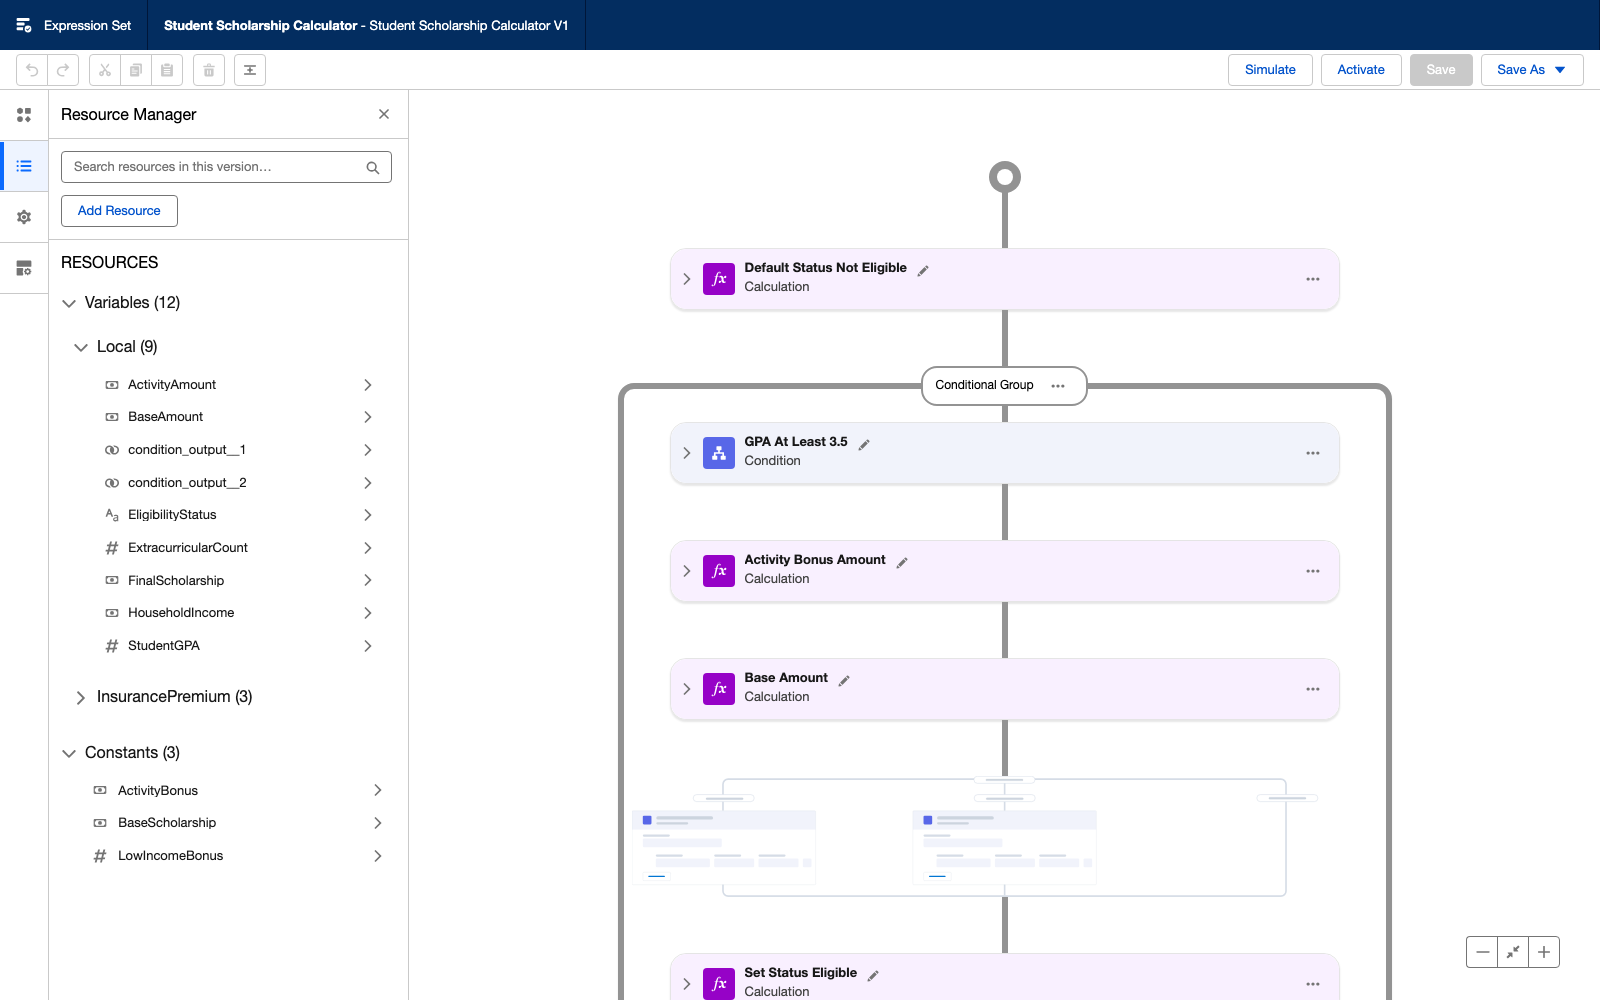 Expression Set
Student Scholarship Calculator - Student Scholarship Calculator V1
Simulate
Activate
Save
Save As
Resource Manager
Search resources in this version...
Add Resource
RESOURCES
Variables (12)
Local (9)
ActivityAmount
BaseAmount
condition_output__1
condition_output__2
EligibilityStatus
ExtracurricularCount
FinalScholarship
HouseholdIncome
StudentGPA
InsurancePremium (3)
Constants (3)
ActivityBonus
BaseScholarship
LowIncomeBonus
Default Status Not Eligible
Calculation
Conditional Group
GPA At Least 3.5
Condition
Activity Bonus Amount
Calculation
Base Amount
Calculation
Set Status Eligible
Calculation